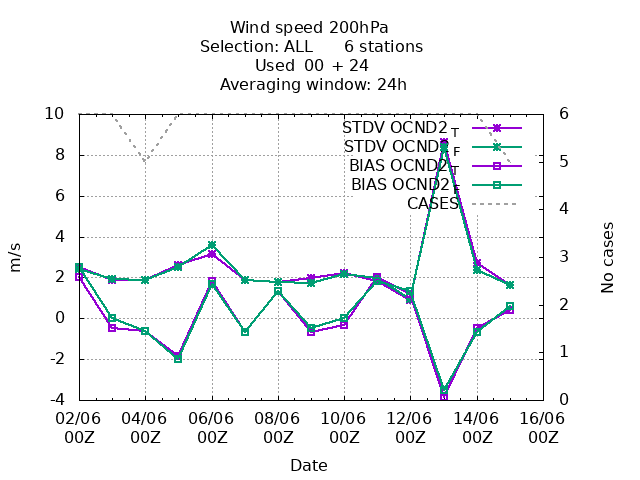 Wind speed 200hPa
Selection: ALL 6 stations
Used 00 + 24
Averaging window: 24h
STDV OCND2 T
STDV OCND2 F
BIAS OCND2 T
BIAS OCND2 F
CASES
10
8
6
4
2
0
-2
-4
m/s
6
5
4
3
2
1
0
No cases
02/06 04/06 06/06 08/06 10/06 12/06 14/06 16/06
00Z 00Z 00Z 00Z 00Z 00Z 00Z 00Z
Date